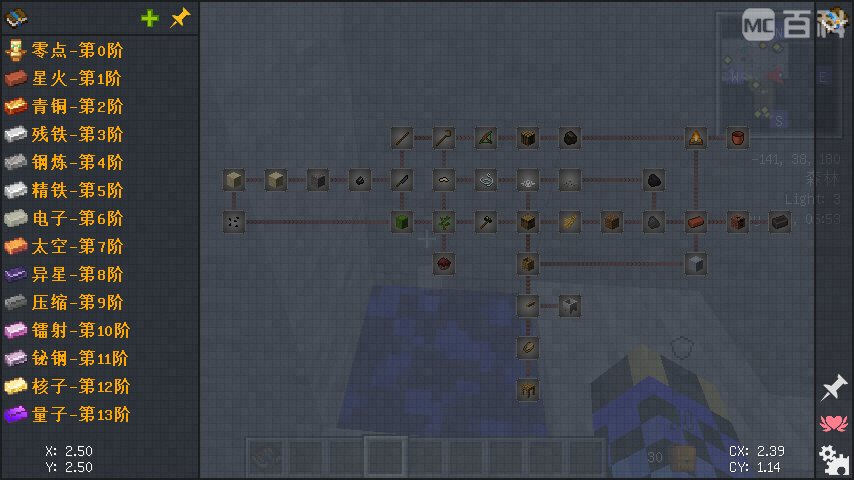 MC百科
零点-第0阶
星火-第1阶
青铜-第2阶
残铁-第3阶
钢炼-第4阶
精铁-第5阶
电子-第6阶
太空-第7阶
异星-第8阶
压缩-第9阶
镭射-第10阶
铋钢-第11阶
核子-第12阶
量子-第13阶
N
W
E
S
-141, 38, 180
森林
Light: 3
30
X: 2.50
Y: 2.50
CX: 2.39
CY: 1.14